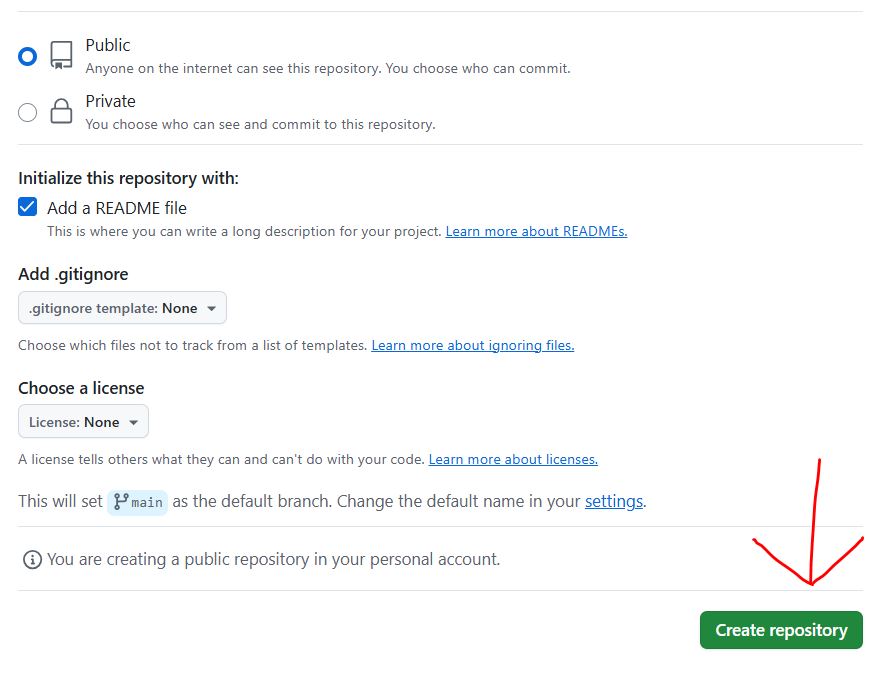 Public
Anyone on the internet can see this repository. You choose who can commit.
Private
You choose who can see and commit to this repository.
Initialize this repository with:
Add a README file
This is where you can write a long description for your project. Learn more about READMEs.
Add .gitignore
.gitignore template: None
Choose which files not to track from a list of templates. Learn more about ignoring files.
Choose a license
License: None
A license tells others what they can and can't do with your code. Learn more about licenses.
This will set main as the default branch. Change the default name in your settings.
You are creating a public repository in your personal account.
Create repository